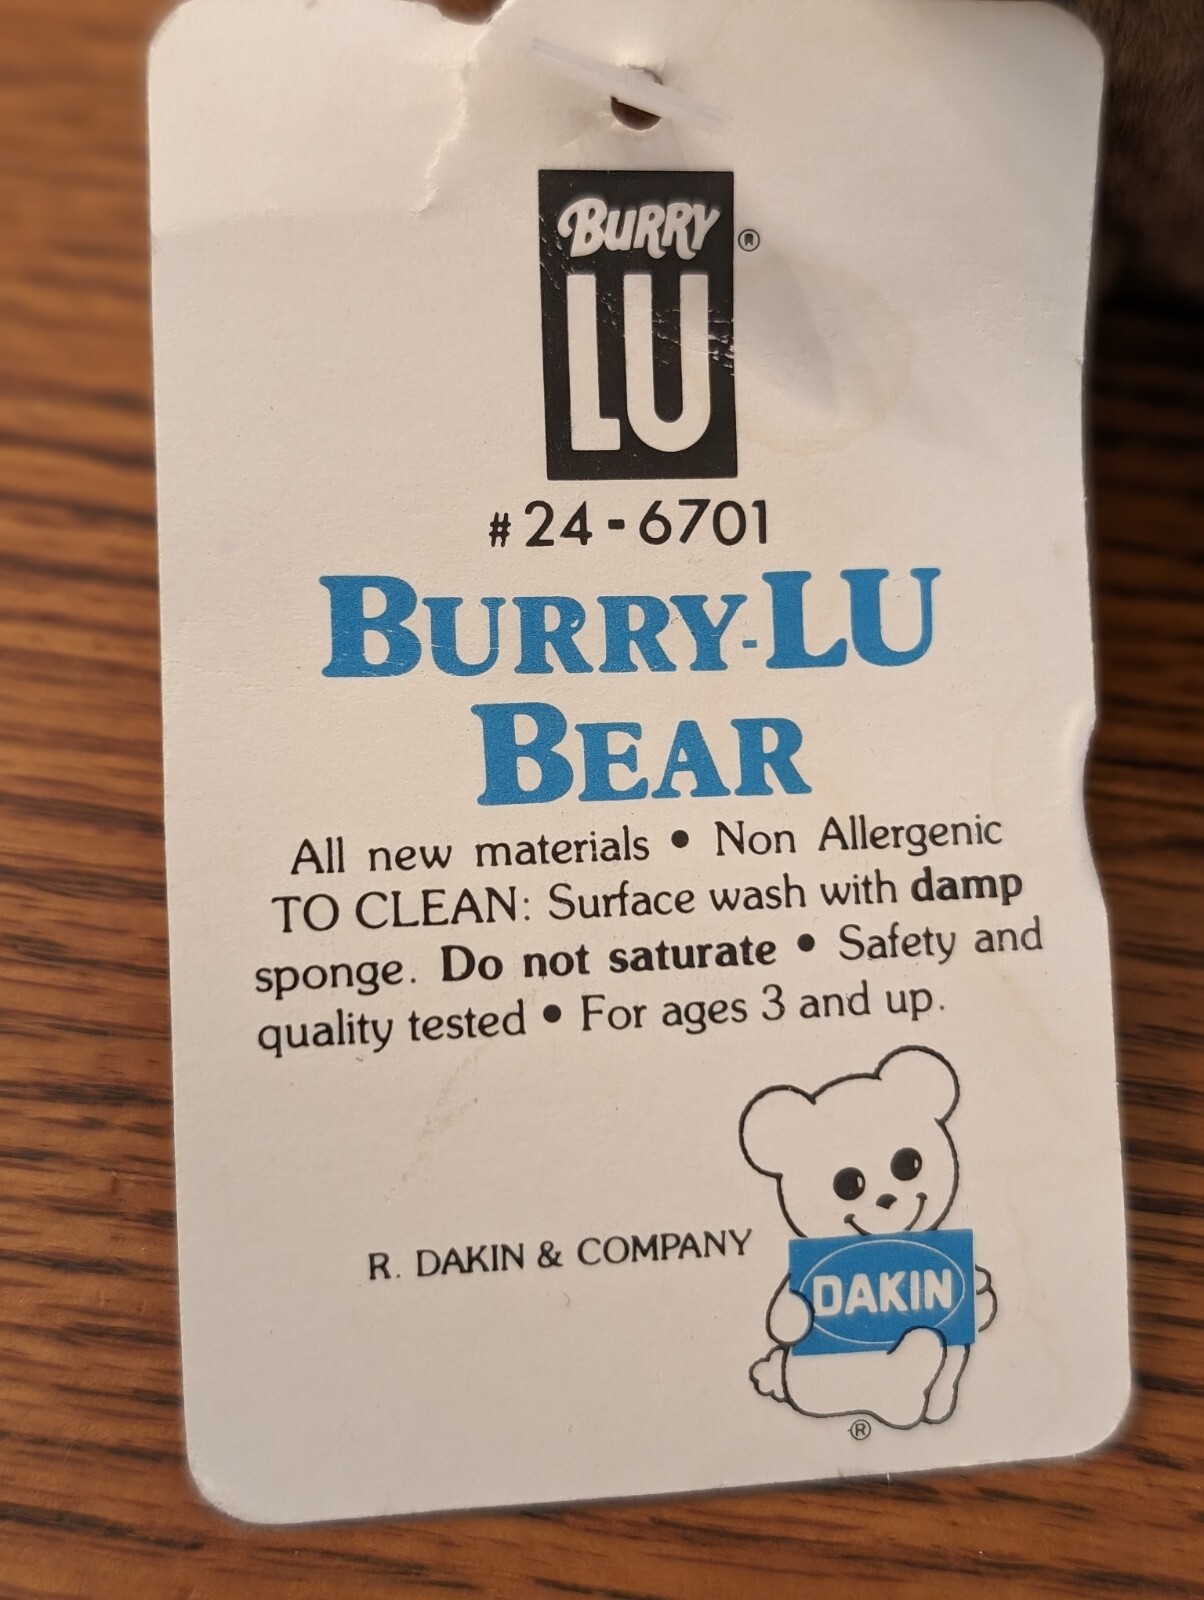 BURRY ®
LU
#24-6701
BURRY-LU
BEAR
All new materials • Non Allergenic
TO CLEAN: Surface wash with damp
sponge. Do not saturate • Safety and
quality tested • For ages 3 and up.
R. DAKIN & COMPANY
DAKIN
®